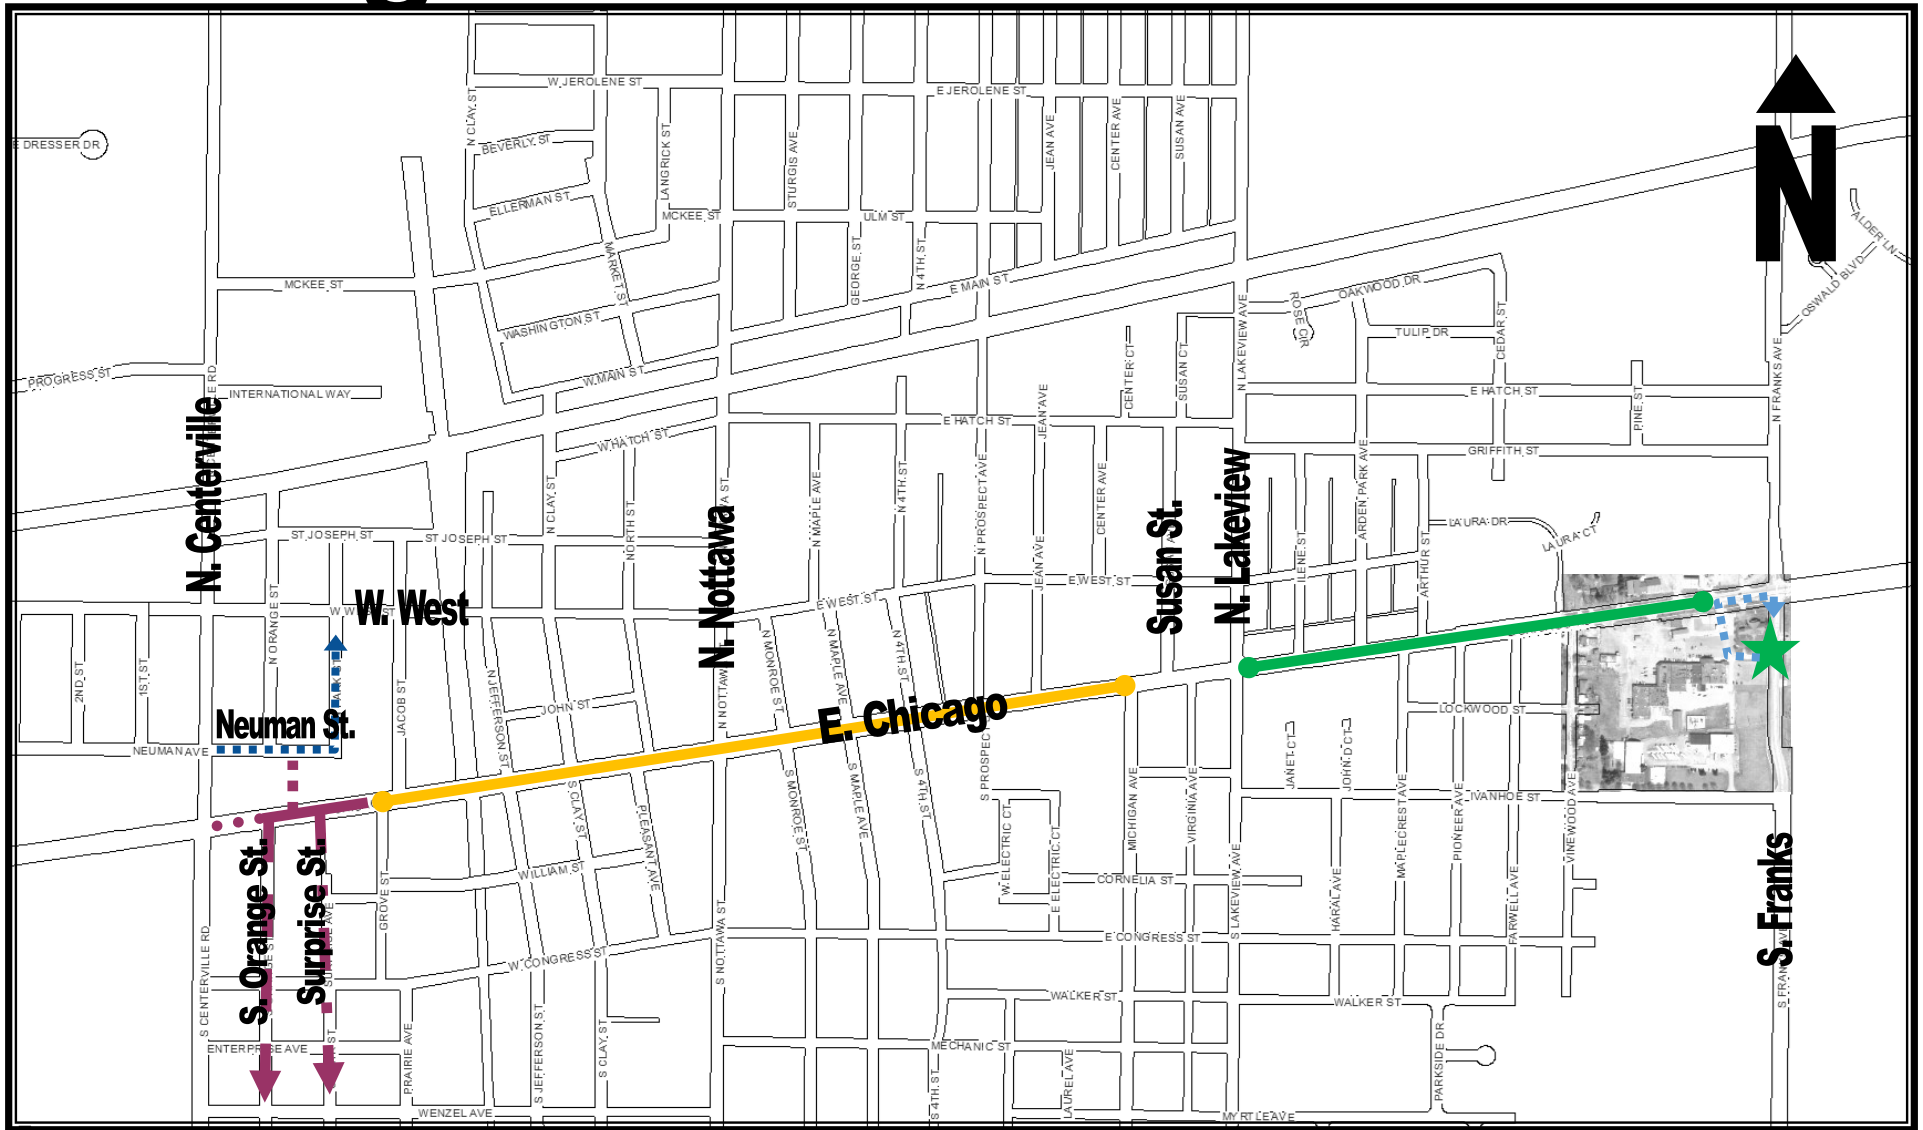 W JEROLENE ST
E JEROLENE ST
N CLAY ST
BEVERLY ST
LANGRICK ST
STURGIS AVE
JEAN AVE
CENTER AVE
SUSAN AVE
E DRESSER DR
N
ELLERMAN ST
MCKEE ST
ULM ST
ALDER LN
OSWALD BLVD
MARKET ST
GEORGE ST
N 4TH ST
E MAIN ST
MCKEE ST
OAKWOOD DR
ROSE CIR
TULIP DR
CEDAR ST
WASHINGTON ST
N LAKEVIEW AVE
CENTER CT
SUSAN CT
N FRANKS AVE
PROGRESS ST
INTERNATIONAL WAY
W MAIN ST
E HATCH ST
PINE ST
JEAN AVE
E HATCH ST
W HATCH ST
GRIFFITH ST
N. Centerville
N CLAY ST
NORTH ST
N. Nottawa
N MAPLE AVE
N 4TH ST
N PROSPECT AVE
CENTER AVE
Susan St.
N. Lakeview
ARDEN PARK AVE
LAURA DR
LAURA CT
ST JOSEPH ST
ST JOSEPH ST
JEAN AVE
ILENE ST
ARTHUR ST
E WEST ST
E WEST ST
N ORANGE ST
W. West
2ND ST
1ST ST
JACOB ST
N JEFFERSON ST
JOHN ST
N MONROE ST
N MAPLE AVE
N 4TH ST
Neuman St.
NEUMAN AVE
E. Chicago
LOCKWOOD ST
JANET CT
JOHN D CT
S CLAY ST
PLEASANT AVE
S MONROE ST
S MAPLE AVE
S 4TH ST
MICHIGAN AVE
VIRGINIA AVE
MAPLECREST AVE
PIONEER AVE
IVANHOE ST
VINEWOOD AVE
S. Orange St.
Surprise St.
GROVE ST
WILLIAM ST
W ELECTRIC CT
E ELECTRIC CT
CORNELIA ST
S LAKEVIEW AVE
HARAL AVE
FARWELL AVE
S. Franks
S CENTERVILLE RD
W CONGRESS ST
S NOTTAWA ST
E CONGRESS ST
WALKER ST
WALKER ST
ENTERPRISE AVE
PRAIRIE AVE
S JEFFERSON ST
S CLAY ST
MECHANIC ST
S 4TH ST
LAUREL AVE
PARKSIDE DR
WENZEL AVE
MYRTLE AVE